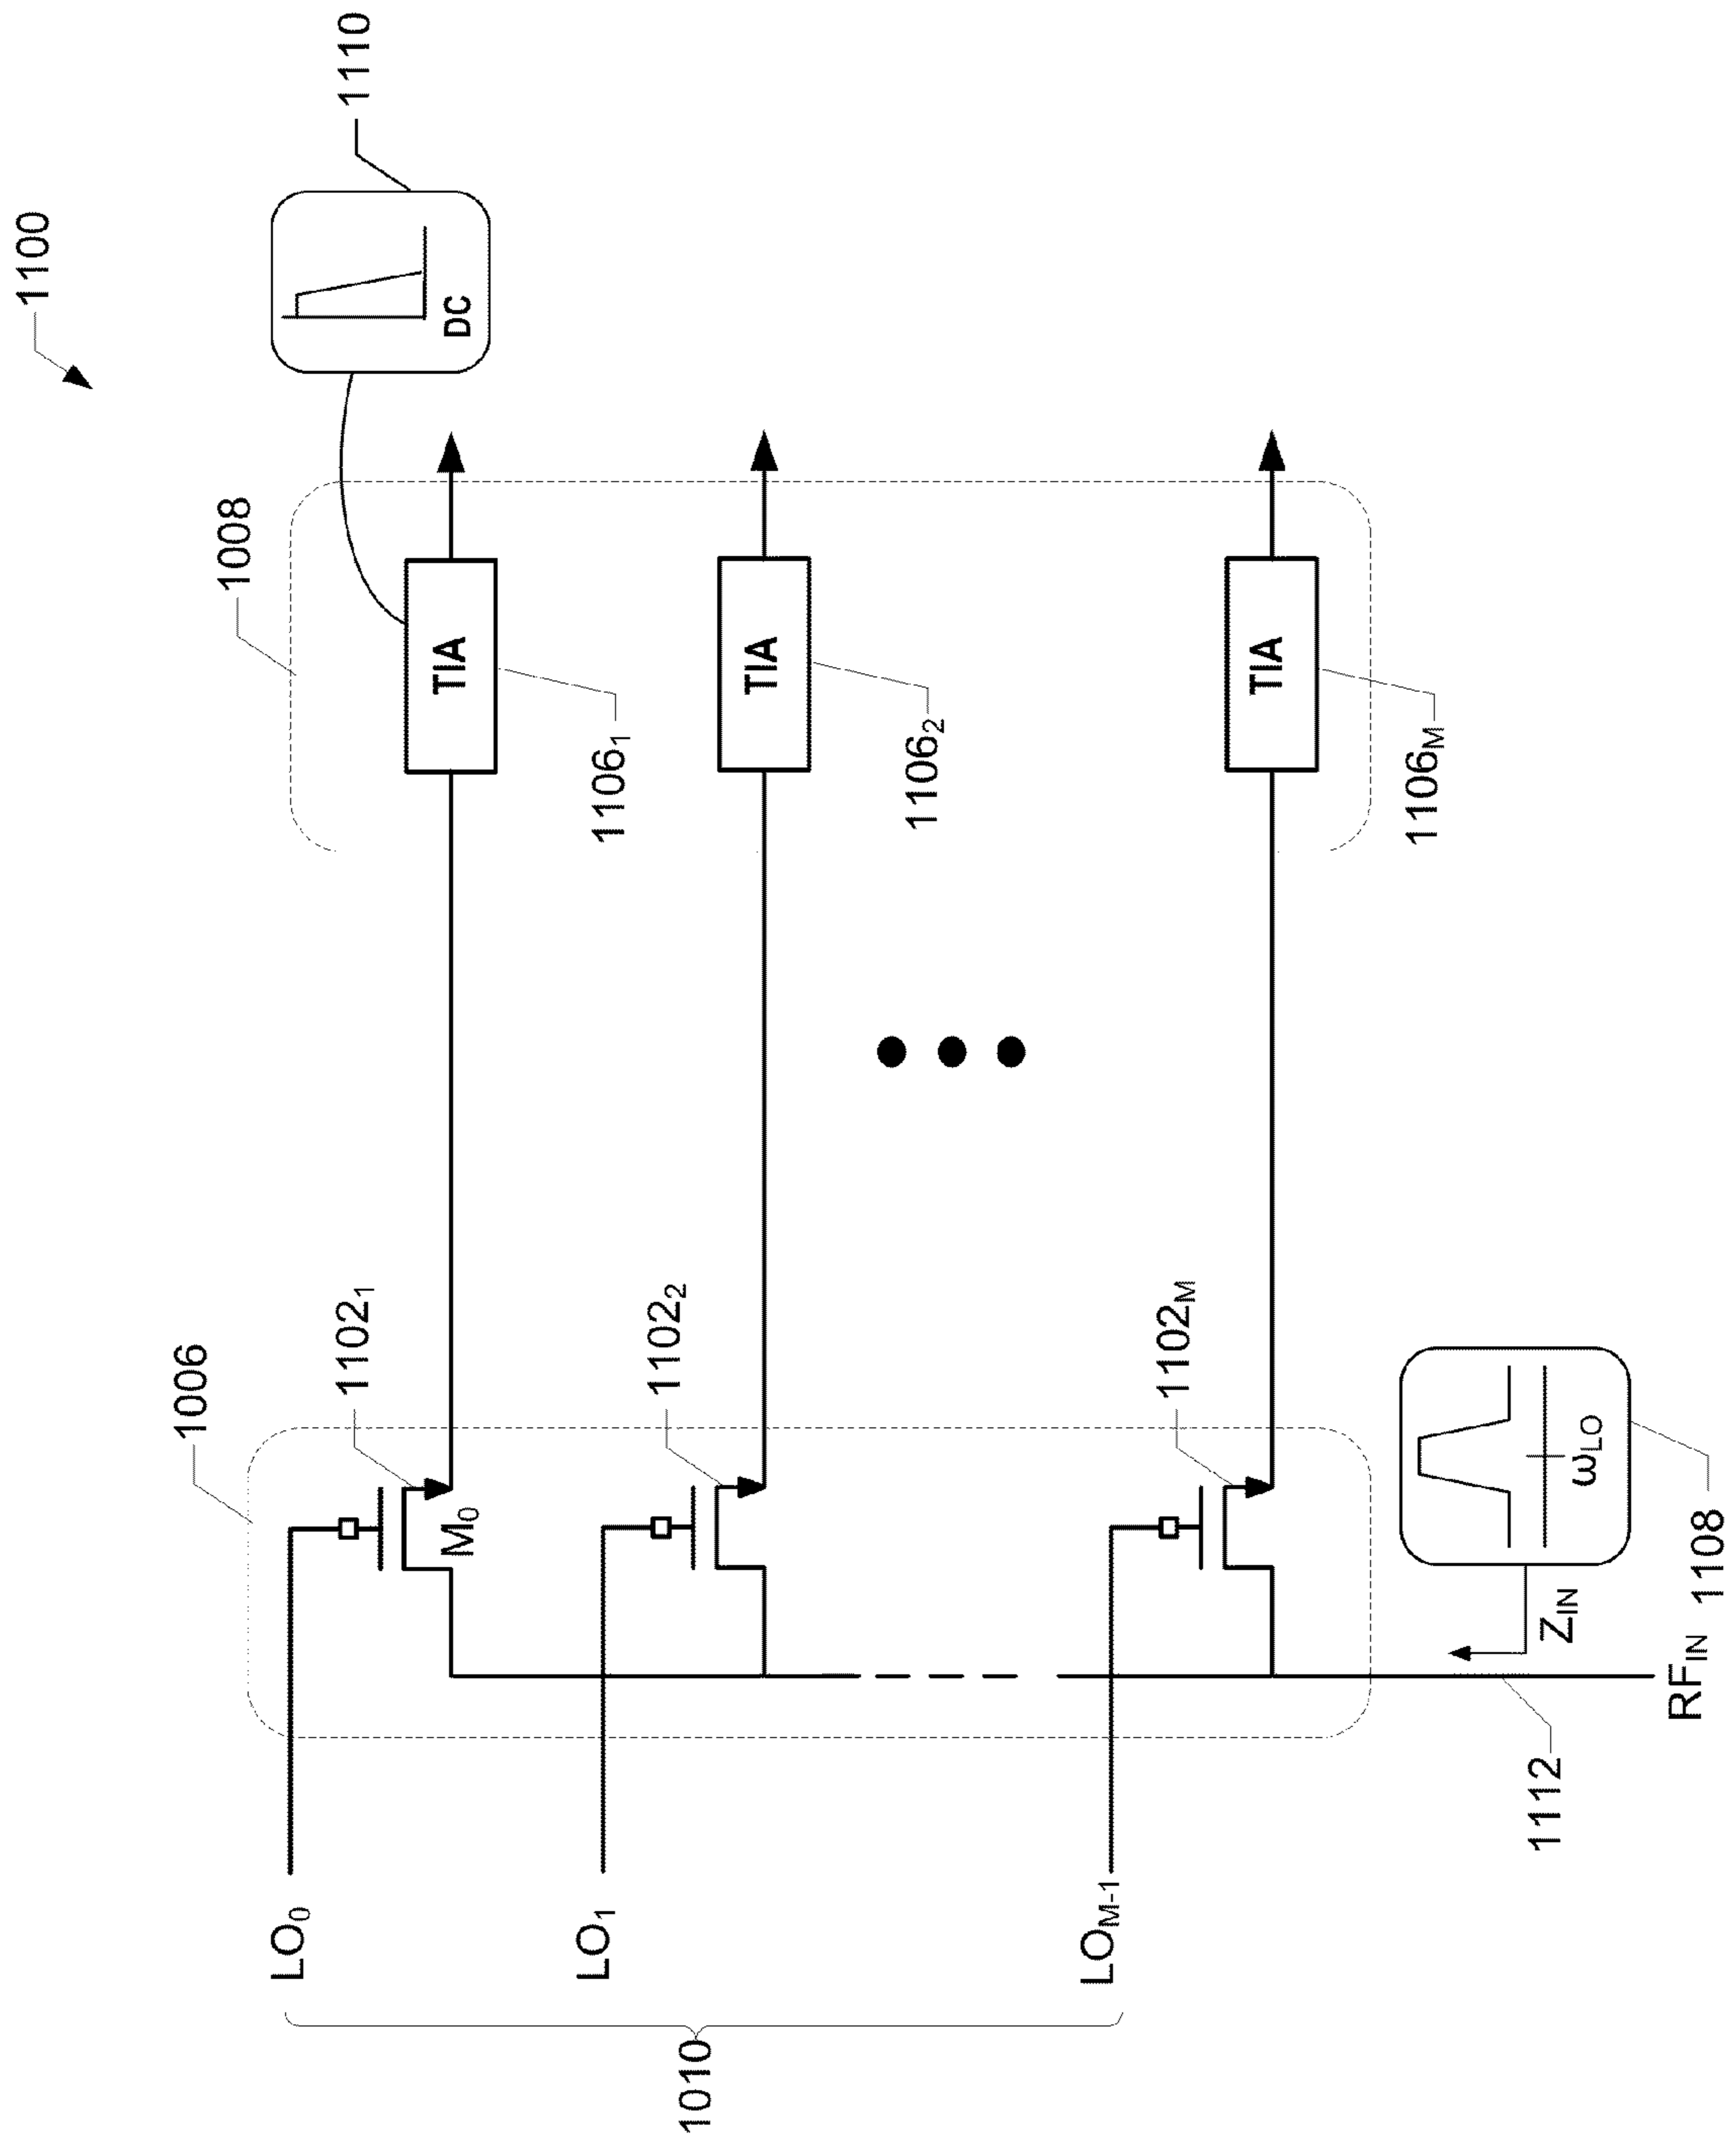 1100
1110
DC
1008
TIA
1106₁
TIA
1106₂
TIA
1106M
1006
1102₁
M₀
1102₂
1102M
LO₀
LO₁
LOM-1
1010
ωLO
1108
ZIN
RFIN
1112